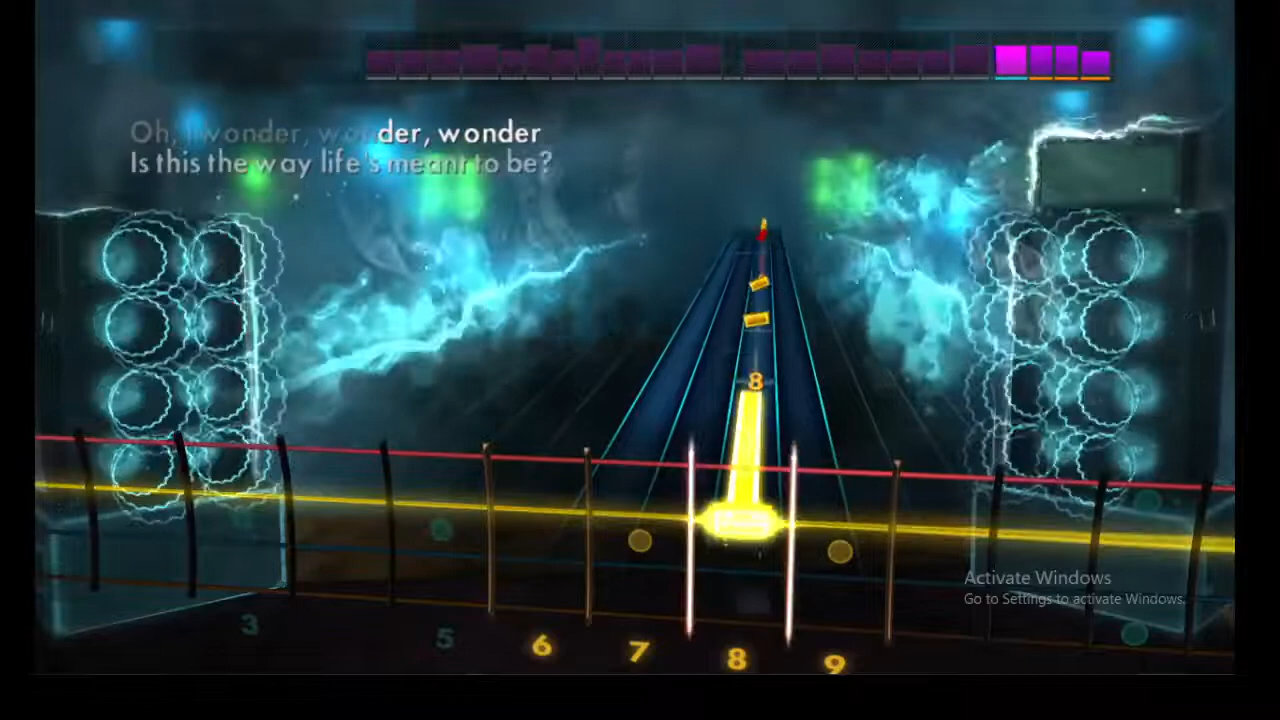 Oh, I wonder, wonder, wonder
Is this the way life's meant to be?
8
Activate Windows
Go to Settings to activate Windows.
3 5 6 7 8 9